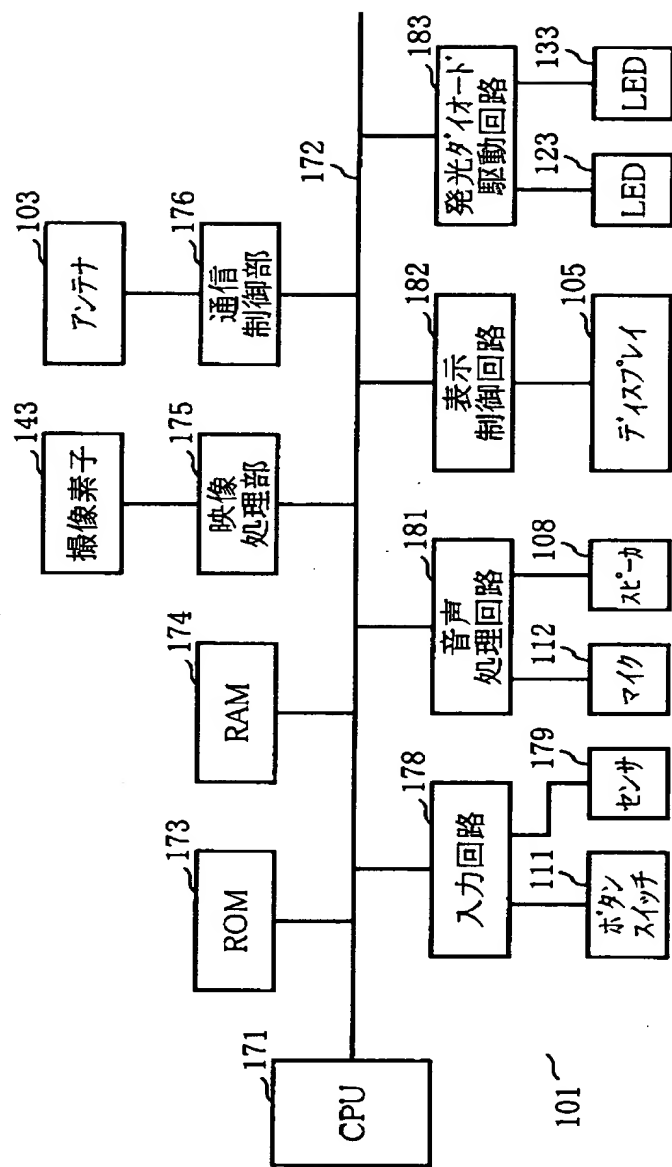 101
171
CPU
173
ROM
174
RAM
143
撮像素子
175
映像
処理部
103
アンテナ
176
通信
制御部
172
178
入力回路
111
ボタン
スイッチ
179
センサ
181
音声
処理回路
112
マイク
108
スピーカ
182
表示
制御回路
105
ディスプレイ
183
発光ダイオード
駆動回路
123
LED
133
LED